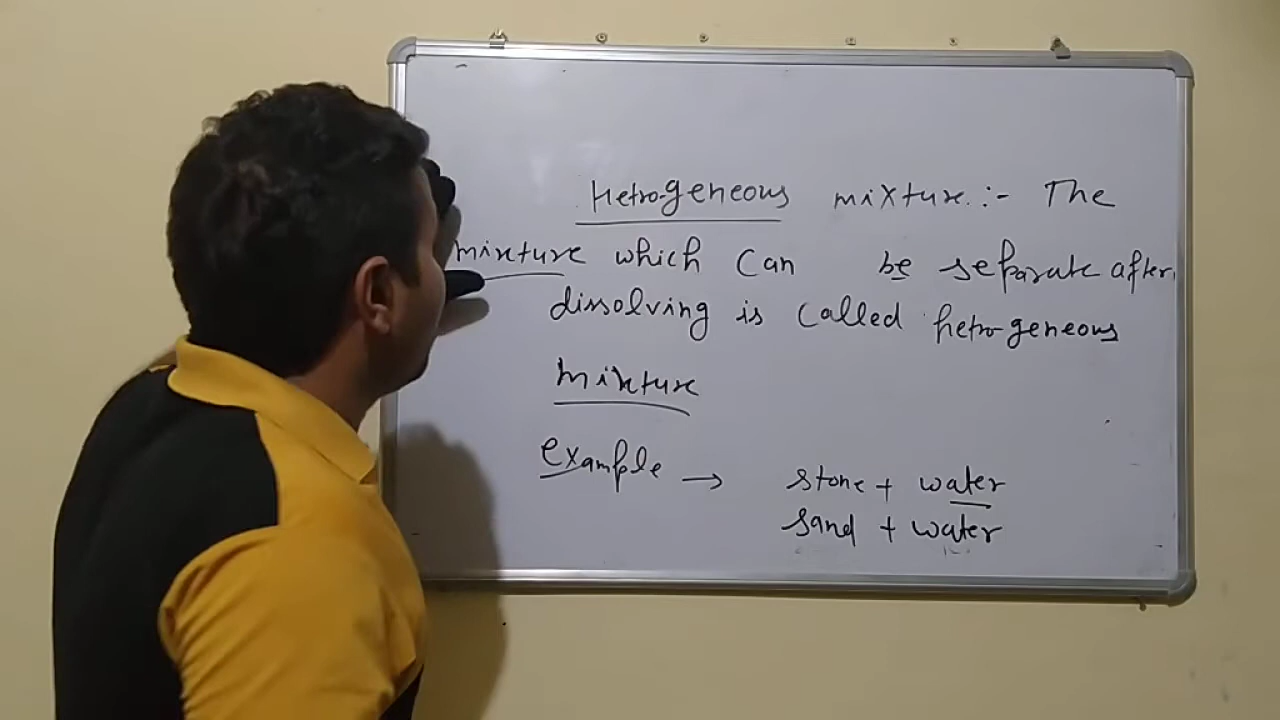 Hetrogeneous mixture :- The
mixture which can be separate after
dissolving is called hetrogeneous
mixture
Example → stone + water
sand + water